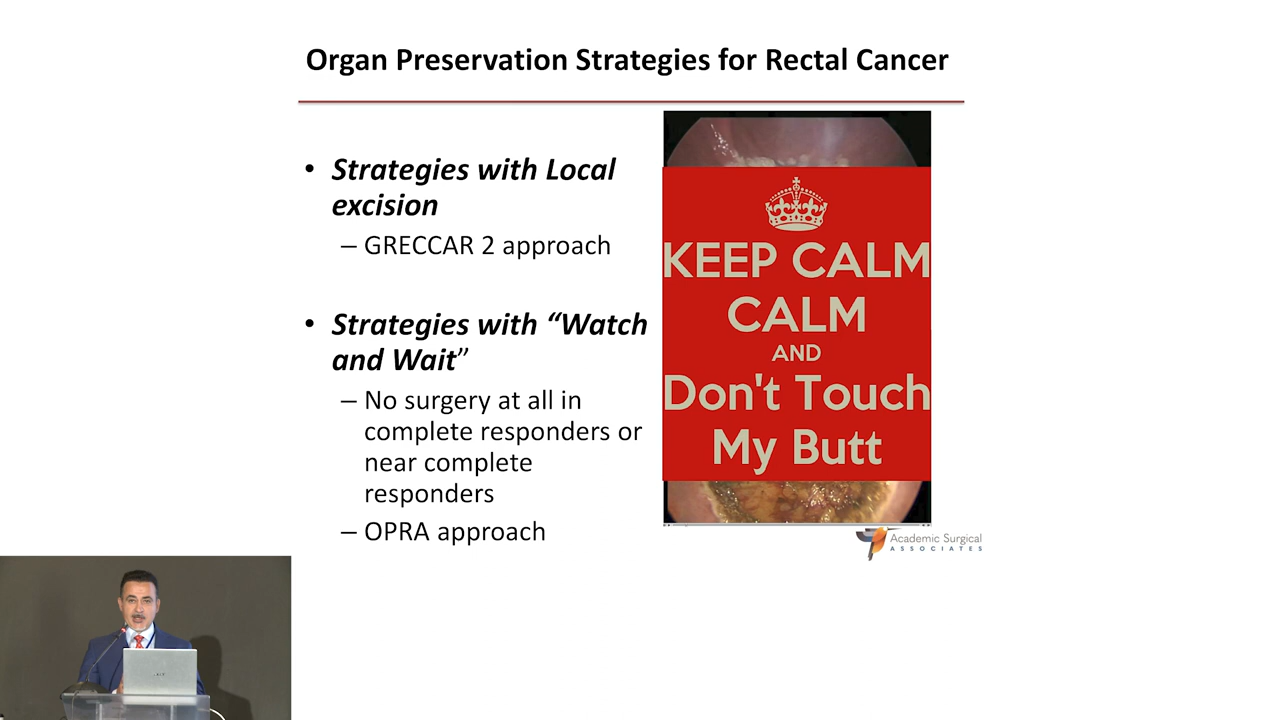 Organ Preservation Strategies for Rectal Cancer
• Strategies with Local
excision
– GRECCAR 2 approach
• Strategies with “Watch
and Wait”
– No surgery at all in
complete responders or
near complete
responders
– OPRA approach
KEEP CALM
CALM
AND
Don't Touch
My Butt
Academic Surgical
ASSOCIATES